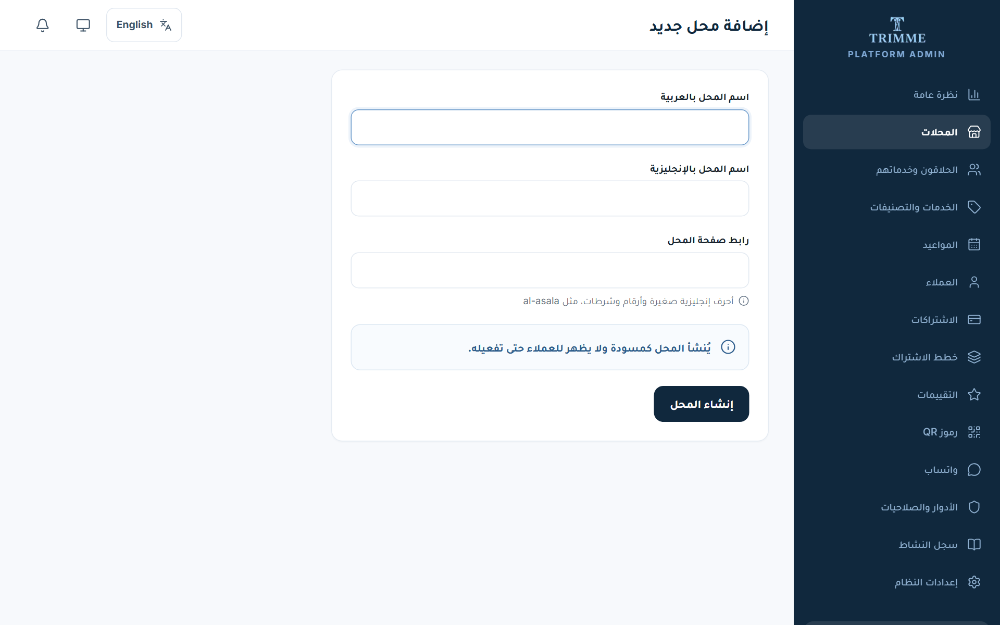 TRIMME
PLATFORM ADMIN
نظرة عامة
المحلات
الحلاقون وخدماتهم
الخدمات والتصنيفات
المواعيد
العملاء
الاشتراكات
خطط الاشتراك
التقييمات
رموز QR
واتساب
الأدوار والصلاحيات
سجل النشاط
إعدادات النظام
إضافة محل جديد
English
اسم المحل بالعربية
اسم المحل بالإنجليزية
رابط صفحة المحل
أحرف إنجليزية صغيرة وأرقام وشرطات، مثل al-asala
يُنشأ المحل كمسودة ولا يظهر للعملاء حتى تفعيله.
إنشاء المحل